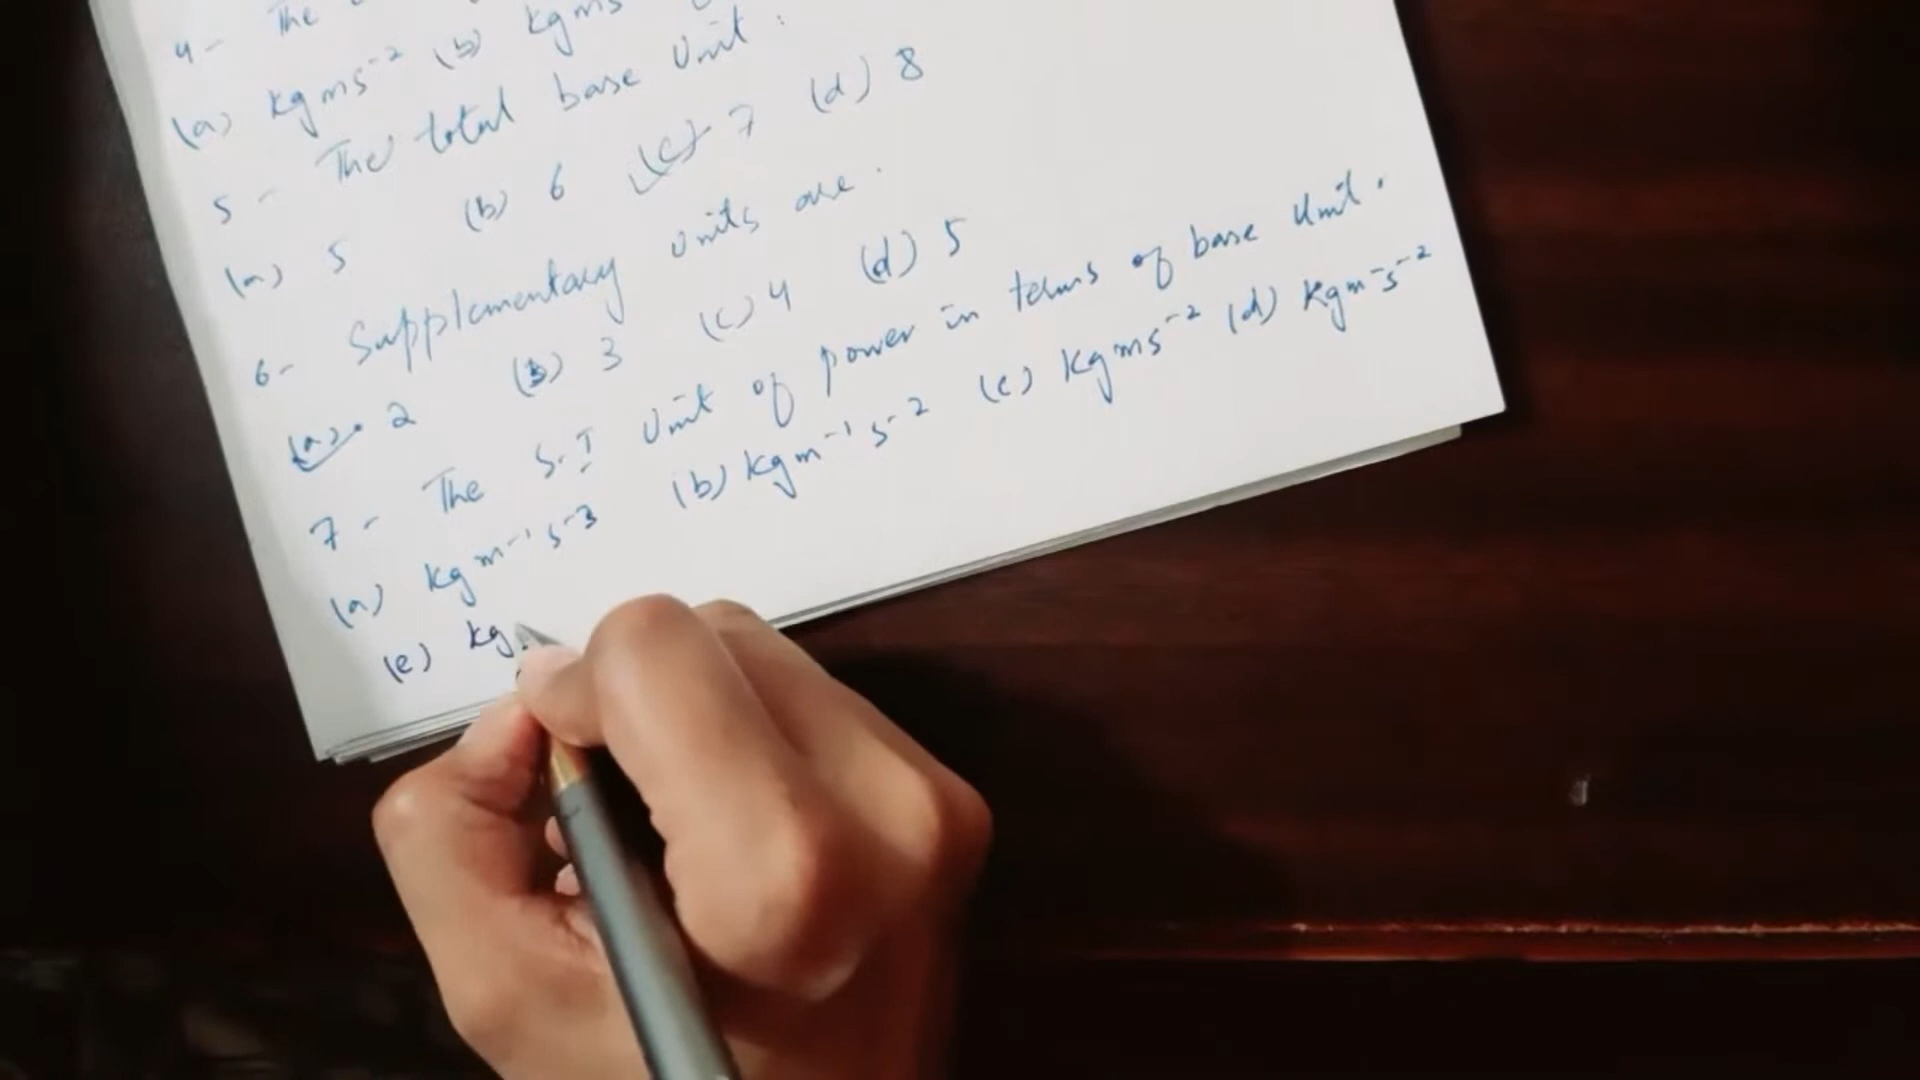 4- The
(a) kgms⁻² (b) kgms
5- The total base Unit.
(a) 5 (b) 6 (c) 7 (d) 8
6- Supplementary Units are.
(a) 2 (b) 3 (c) 4 (d) 5
7- The S.I Unit of power in terms of base Unit.
(a) kgm⁻¹s⁻³ (b) kgm⁻¹s⁻² (c) kgms⁻² (d) kgm⁻s⁻²
(e) kg